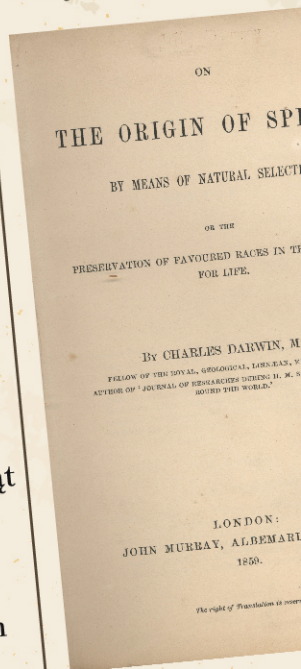 ON
THE ORIGIN OF SPE
BY MEANS OF NATURAL SELECTI
OR THE
PRESERVATION OF FAVOURED RACES IN TH
FOR LIFE.
BY CHARLES DARWIN, M.
FELLOW OF THE ROYAL, GEOLOGICAL, LINNÆAN,
AUTHOR OF 'JOURNAL OF RESEARCHES DURING H. M. S.
ROUND THE WORLD.'
LONDON:
JOHN MURRAY, ALBEMARL
1859.
The right of Translation is reserv